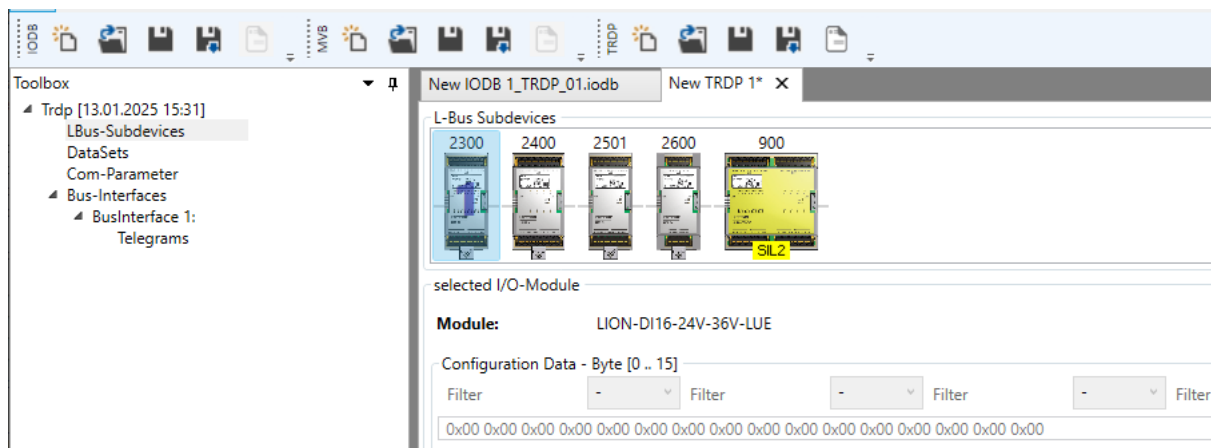 IODB MVB TRDP
Toolbox
Trdp [13.01.2025 15:31]
LBus-Subdevices
DataSets
Com-Parameter
Bus-Interfaces
BusInterface 1:
Telegrams
New IODB 1_TRDP_01.iodb New TRDP 1*
L-Bus Subdevices
2300 2400 2501 2600 900
1
SIL2
selected I/O-Module
Module: LION-DI16-24V-36V-LUE
Configuration Data - Byte [0 .. 15]
Filter - Filter - Filter - Filter
0x00 0x00 0x00 0x00 0x00 0x00 0x00 0x00 0x00 0x00 0x00 0x00 0x00 0x00 0x00 0x00